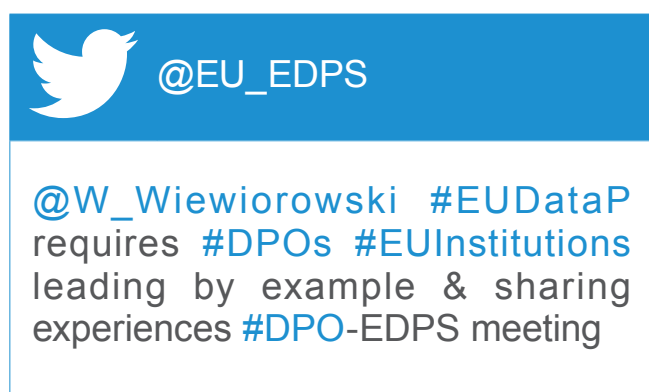 @EU_EDPS
@W_Wiewiorowski #EUDataP
requires #DPOs #EUInstitutions
leading by example & sharing
experiences #DPO-EDPS meeting